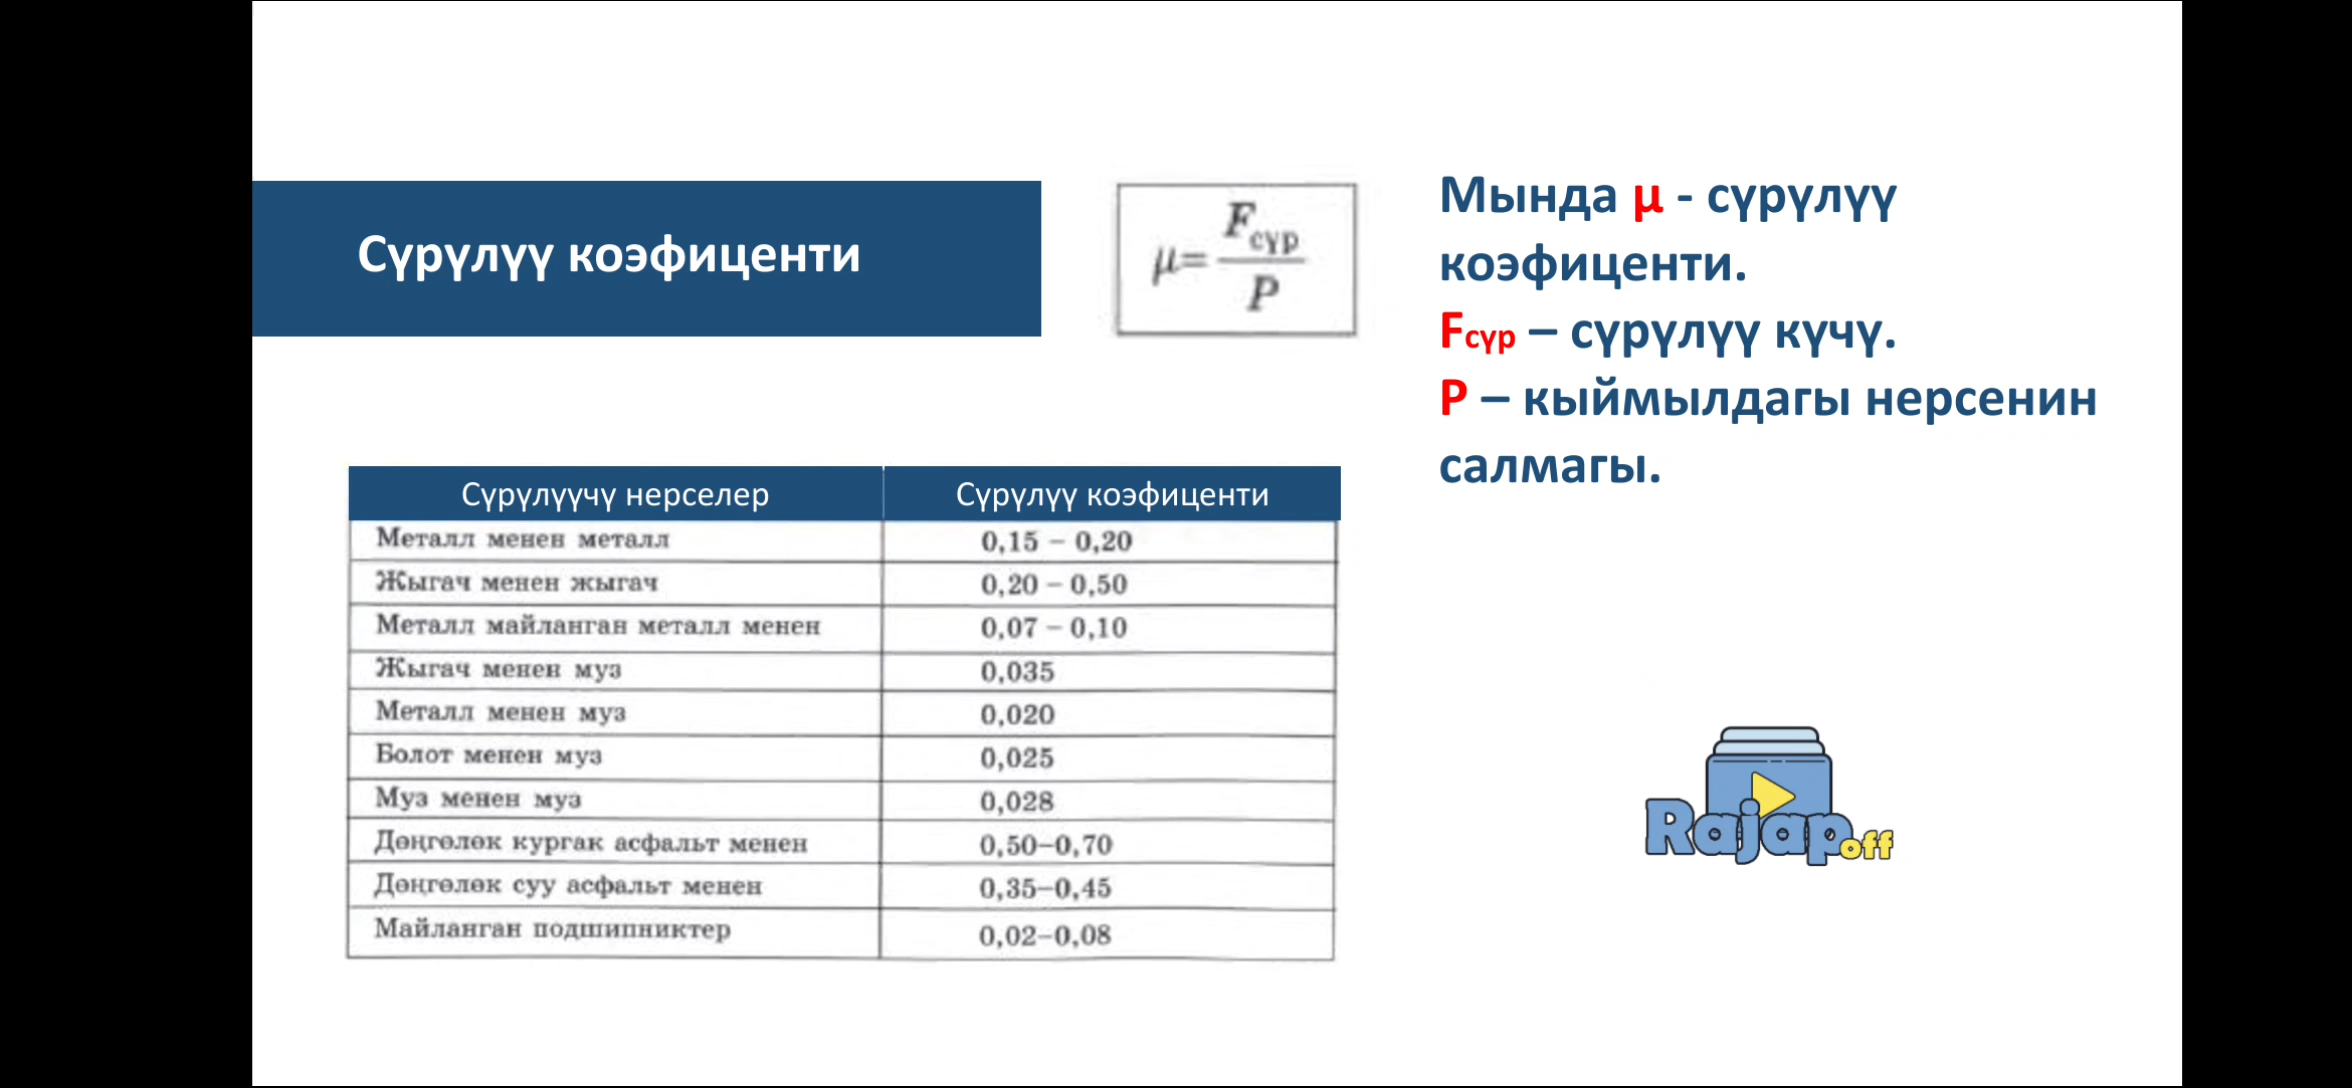 Сүрүлүү коэфиценти
μ= Fсүр / P
Мында μ - сүрүлүү
коэфиценти.
Fсүр – сүрүлүү күчү.
P – кыймылдагы нерсенин
салмагы.
Сүрүлүүчү нерселер Сүрүлүү коэфиценти
Металл менен металл 0,15 – 0,20
Жыгач менен жыгач 0,20 – 0,50
Металл майланган металл менен 0,07 – 0,10
Жыгач менен муз 0,035
Металл менен муз 0,020
Болот менен муз 0,025
Муз менен муз 0,028
Дөңгөлөк кургак асфальт менен 0,50–0,70
Дөңгөлөк суу асфальт менен 0,35–0,45
Майланган подшипниктер 0,02–0,08
Rajapoff